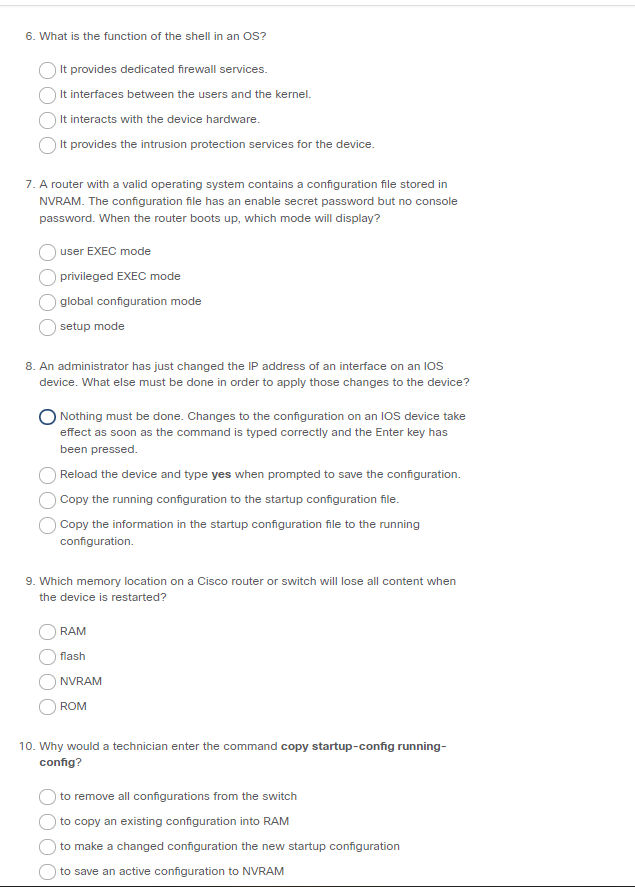 6. What is the function of the shell in an OS?
It provides dedicated firewall services.
It interfaces between the users and the kernel.
It interacts with the device hardware.
It provides the intrusion protection services for the device.
7. A router with a valid operating system contains a configuration file stored in
NVRAM. The configuration file has an enable secret password but no console
password. When the router boots up, which mode will display?
user EXEC mode
privileged EXEC mode
global configuration mode
setup mode
8. An administrator has just changed the IP address of an interface on an IOS
device. What else must be done in order to apply those changes to the device?
Nothing must be done. Changes to the configuration on an IOS device take
effect as soon as the command is typed correctly and the Enter key has
been pressed.
Reload the device and type yes when prompted to save the configuration.
Copy the running configuration to the startup configuration file.
Copy the information in the startup configuration file to the running
configuration.
9. Which memory location on a Cisco router or switch will lose all content when
the device is restarted?
RAM
flash
NVRAM
ROM
10. Why would a technician enter the command copy startup-config running-
config?
to remove all configurations from the switch
to copy an existing configuration into RAM
to make a changed configuration the new startup configuration
to save an active configuration to NVRAM